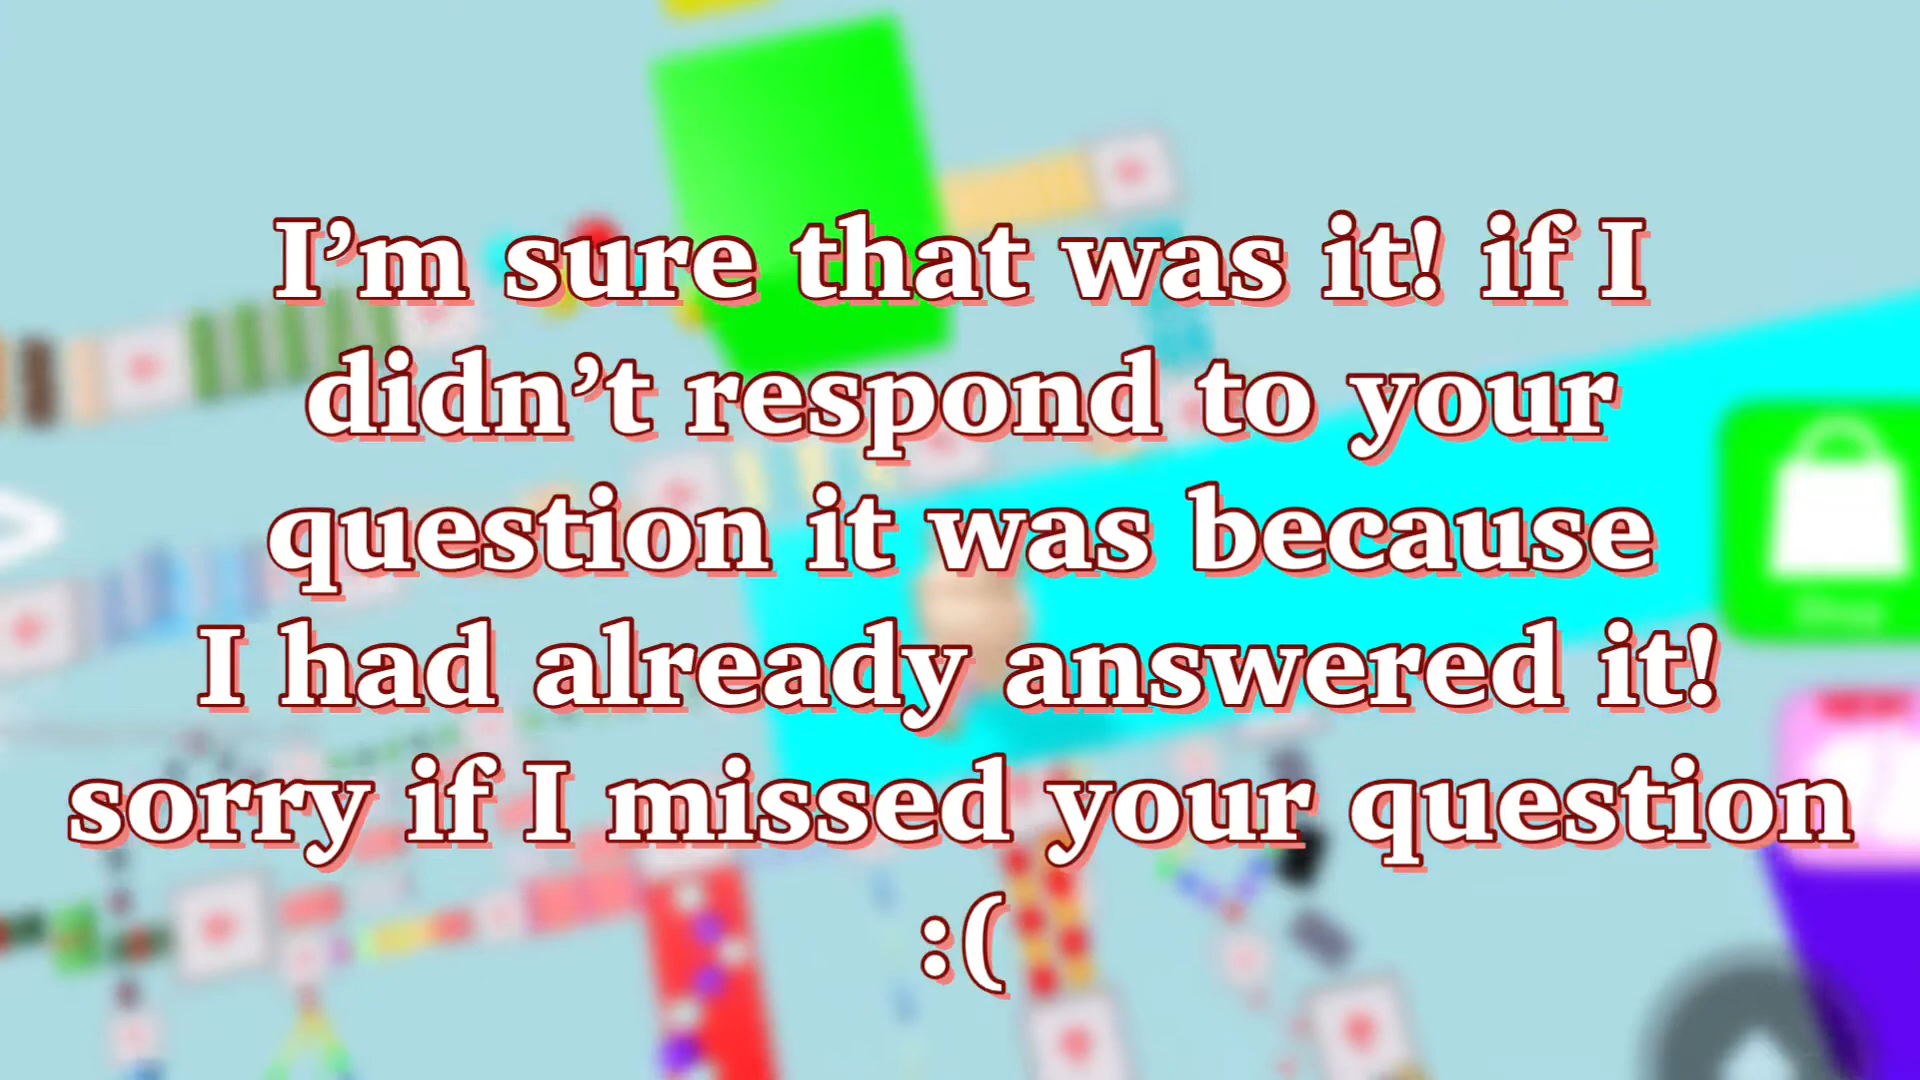 I’m sure that was it! if I
didn’t respond to your
question it was because
I had already answered it!
sorry if I missed your question
:(